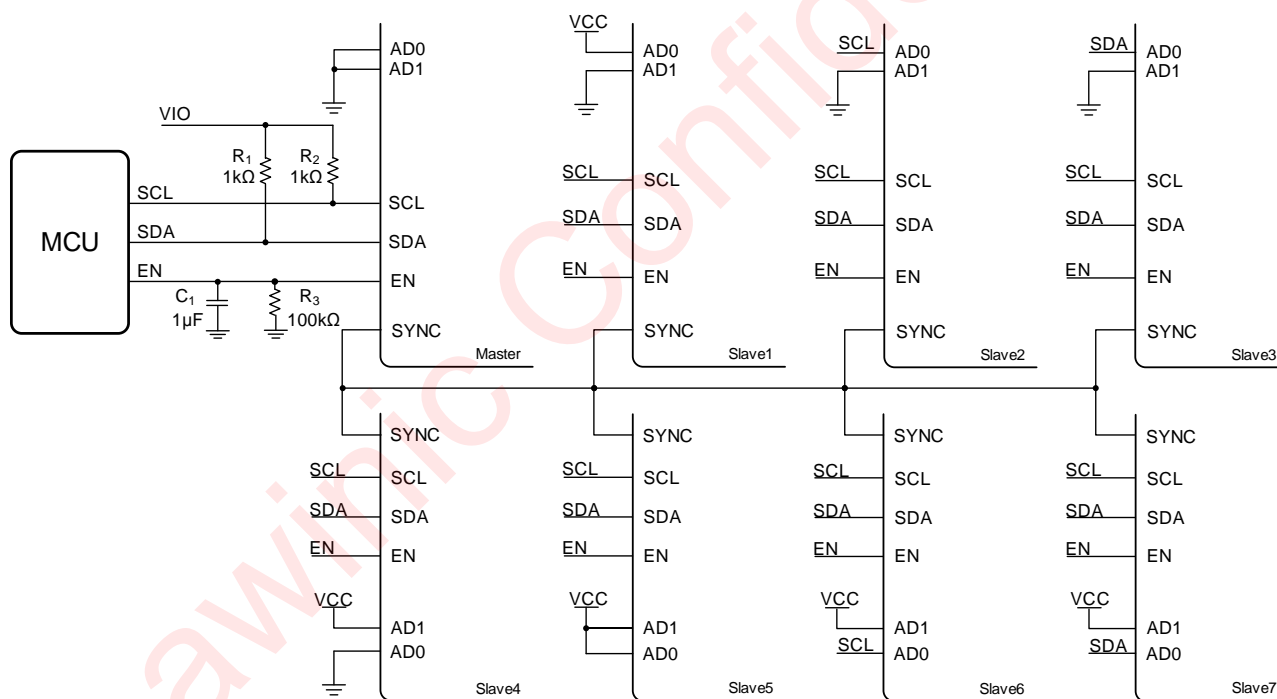 VCC
AD0
AD1
AD0
AD1
SCL
AD0
AD1
SDA
AD0
AD1
VIO
R1
1kΩ
R2
1kΩ
MCU
SCL
SDA
EN
SCL
SDA
EN
C1
1µF
R3
100kΩ
SYNC
Master
SCL
SCL
SDA
SDA
EN
EN
SYNC
Slave1
SCL
SCL
SDA
SDA
EN
EN
SYNC
Slave2
SCL
SCL
SDA
SDA
EN
EN
SYNC
Slave3
SYNC
SCL
SCL
SDA
SDA
EN
EN
VCC
AD1
AD0
Slave4
SYNC
SCL
SCL
SDA
SDA
EN
EN
VCC
AD1
AD0
Slave5
SYNC
SCL
SCL
SDA
SDA
EN
EN
VCC
AD1
SCL
AD0
Slave6
SYNC
SCL
SCL
SDA
SDA
EN
EN
VCC
AD1
SDA
AD0
Slave7
awinic Confid